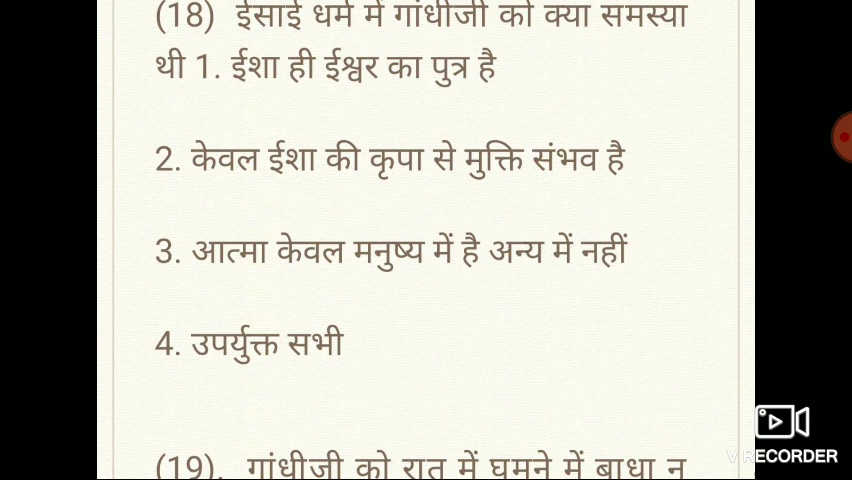 (18) ईसाई धर्म में गांधीजी को क्या समस्या
थी 1. ईशा ही ईश्वर का पुत्र है
2. केवल ईशा की कृपा से मुक्ति संभव है
3. आत्मा केवल मनुष्य में है अन्य में नहीं
4. उपर्युक्त सभी
(19). गांधीजी को रात में घूमने में बाधा न
V RECORDER